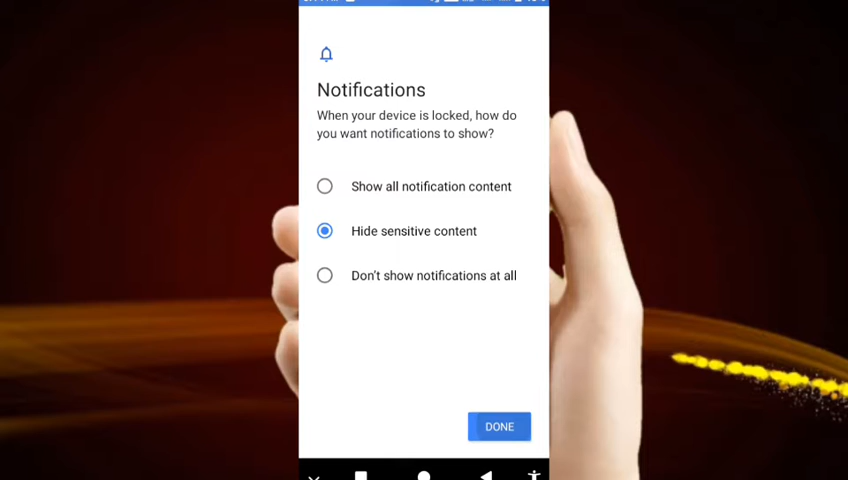 Notifications
When your device is locked, how do
you want notifications to show?
Show all notification content
Hide sensitive content
Don't show notifications at all
DONE